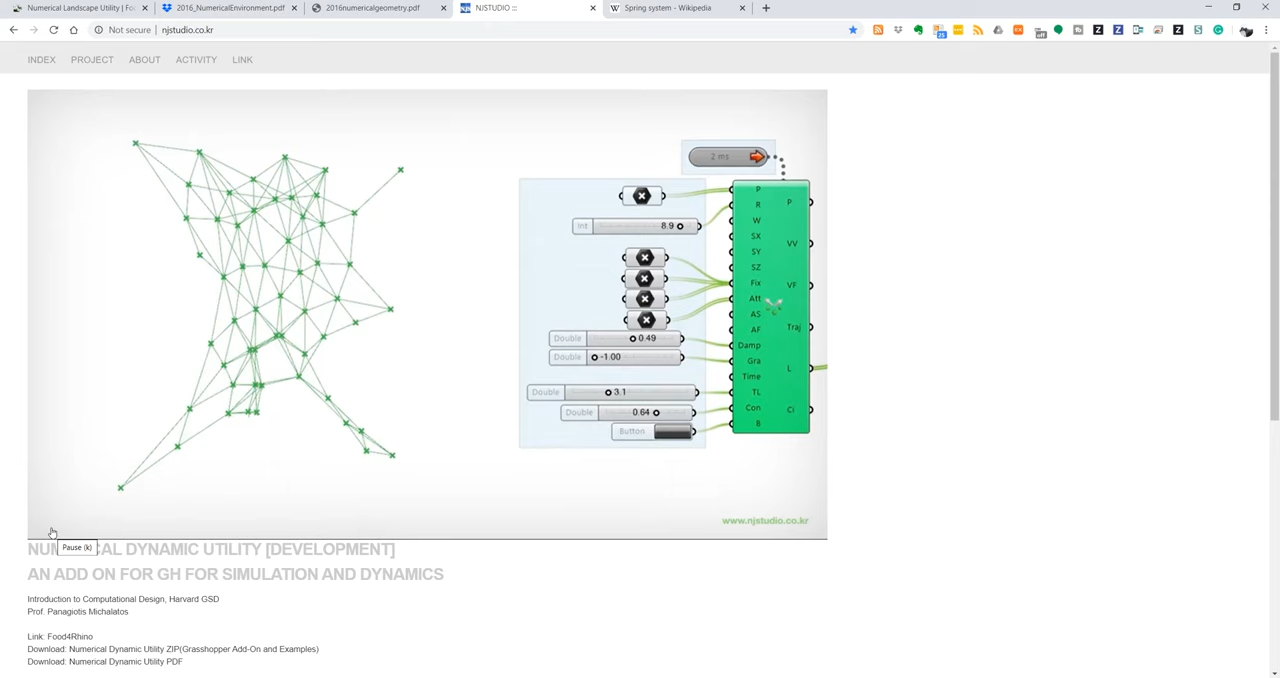 Numerical Landscape Utility | Foo
2016_NumericalEnvironment.pdf
2016numericalgeometry.pdf
NJSTUDIO ::
Spring system - Wikipedia
Not secure | njstudio.co.kr
INDEX PROJECT ABOUT ACTIVITY LINK
2 ms
P
R
W
SX
SY
SZ
Fix
Att
AS
AF
Damp
Gra
Time
TL
Con
B
P
VV
VF
Traj
L
Ci
Int 8.9
Double 0.49
Double -1.00
Double 3.1
Double 0.64
Button
www.njstudio.co.kr
Pause (k)
NUM CAL DYNAMIC UTILITY [DEVELOPMENT]
AN ADD ON FOR GH FOR SIMULATION AND DYNAMICS
Introduction to Computational Design, Harvard GSD
Prof. Panagiotis Michalatos
Link: Food4Rhino
Download: Numerical Dynamic Utility ZIP(Grasshopper Add-On and Examples)
Download: Numerical Dynamic Utility PDF